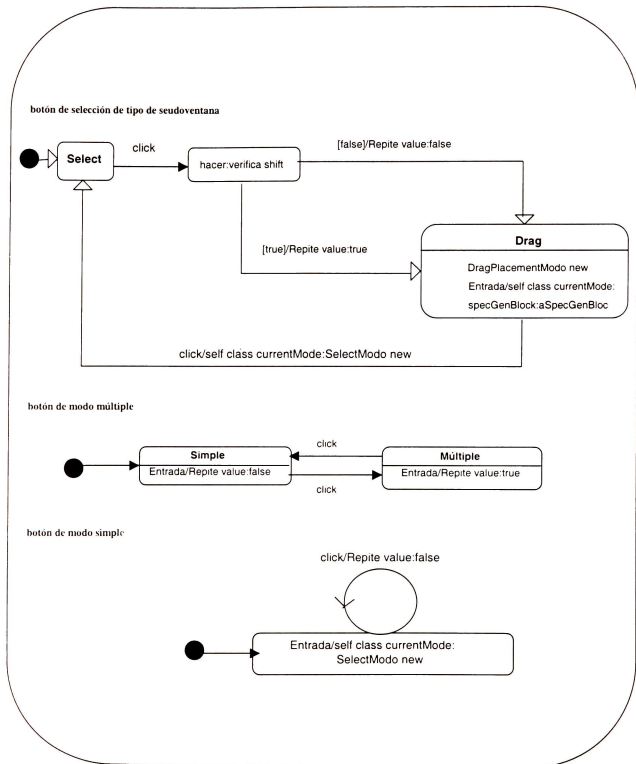 botón de selección de tipo de seudoventana
Select
click
hacer:verifica shift
[false]/Repite value:false
[true]/Repite value:true
Drag
DragPlacementModo new
Entrada/self class currentMode:
specGenBlock:aSpecGenBloc
click/self class currentMode:SelectModo new
botón de modo múltiple
click
Simple
Entrada/Repite value:false
Múltiple
Entrada/Repite value:true
click
botón de modo simple
click/Repite value:false
Entrada/self class currentMode:
SelectModo new